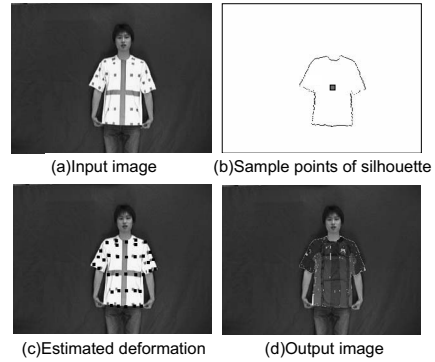 (a)Input image
(b)Sample points of silhouette
(c)Estimated deformation
(d)Output image